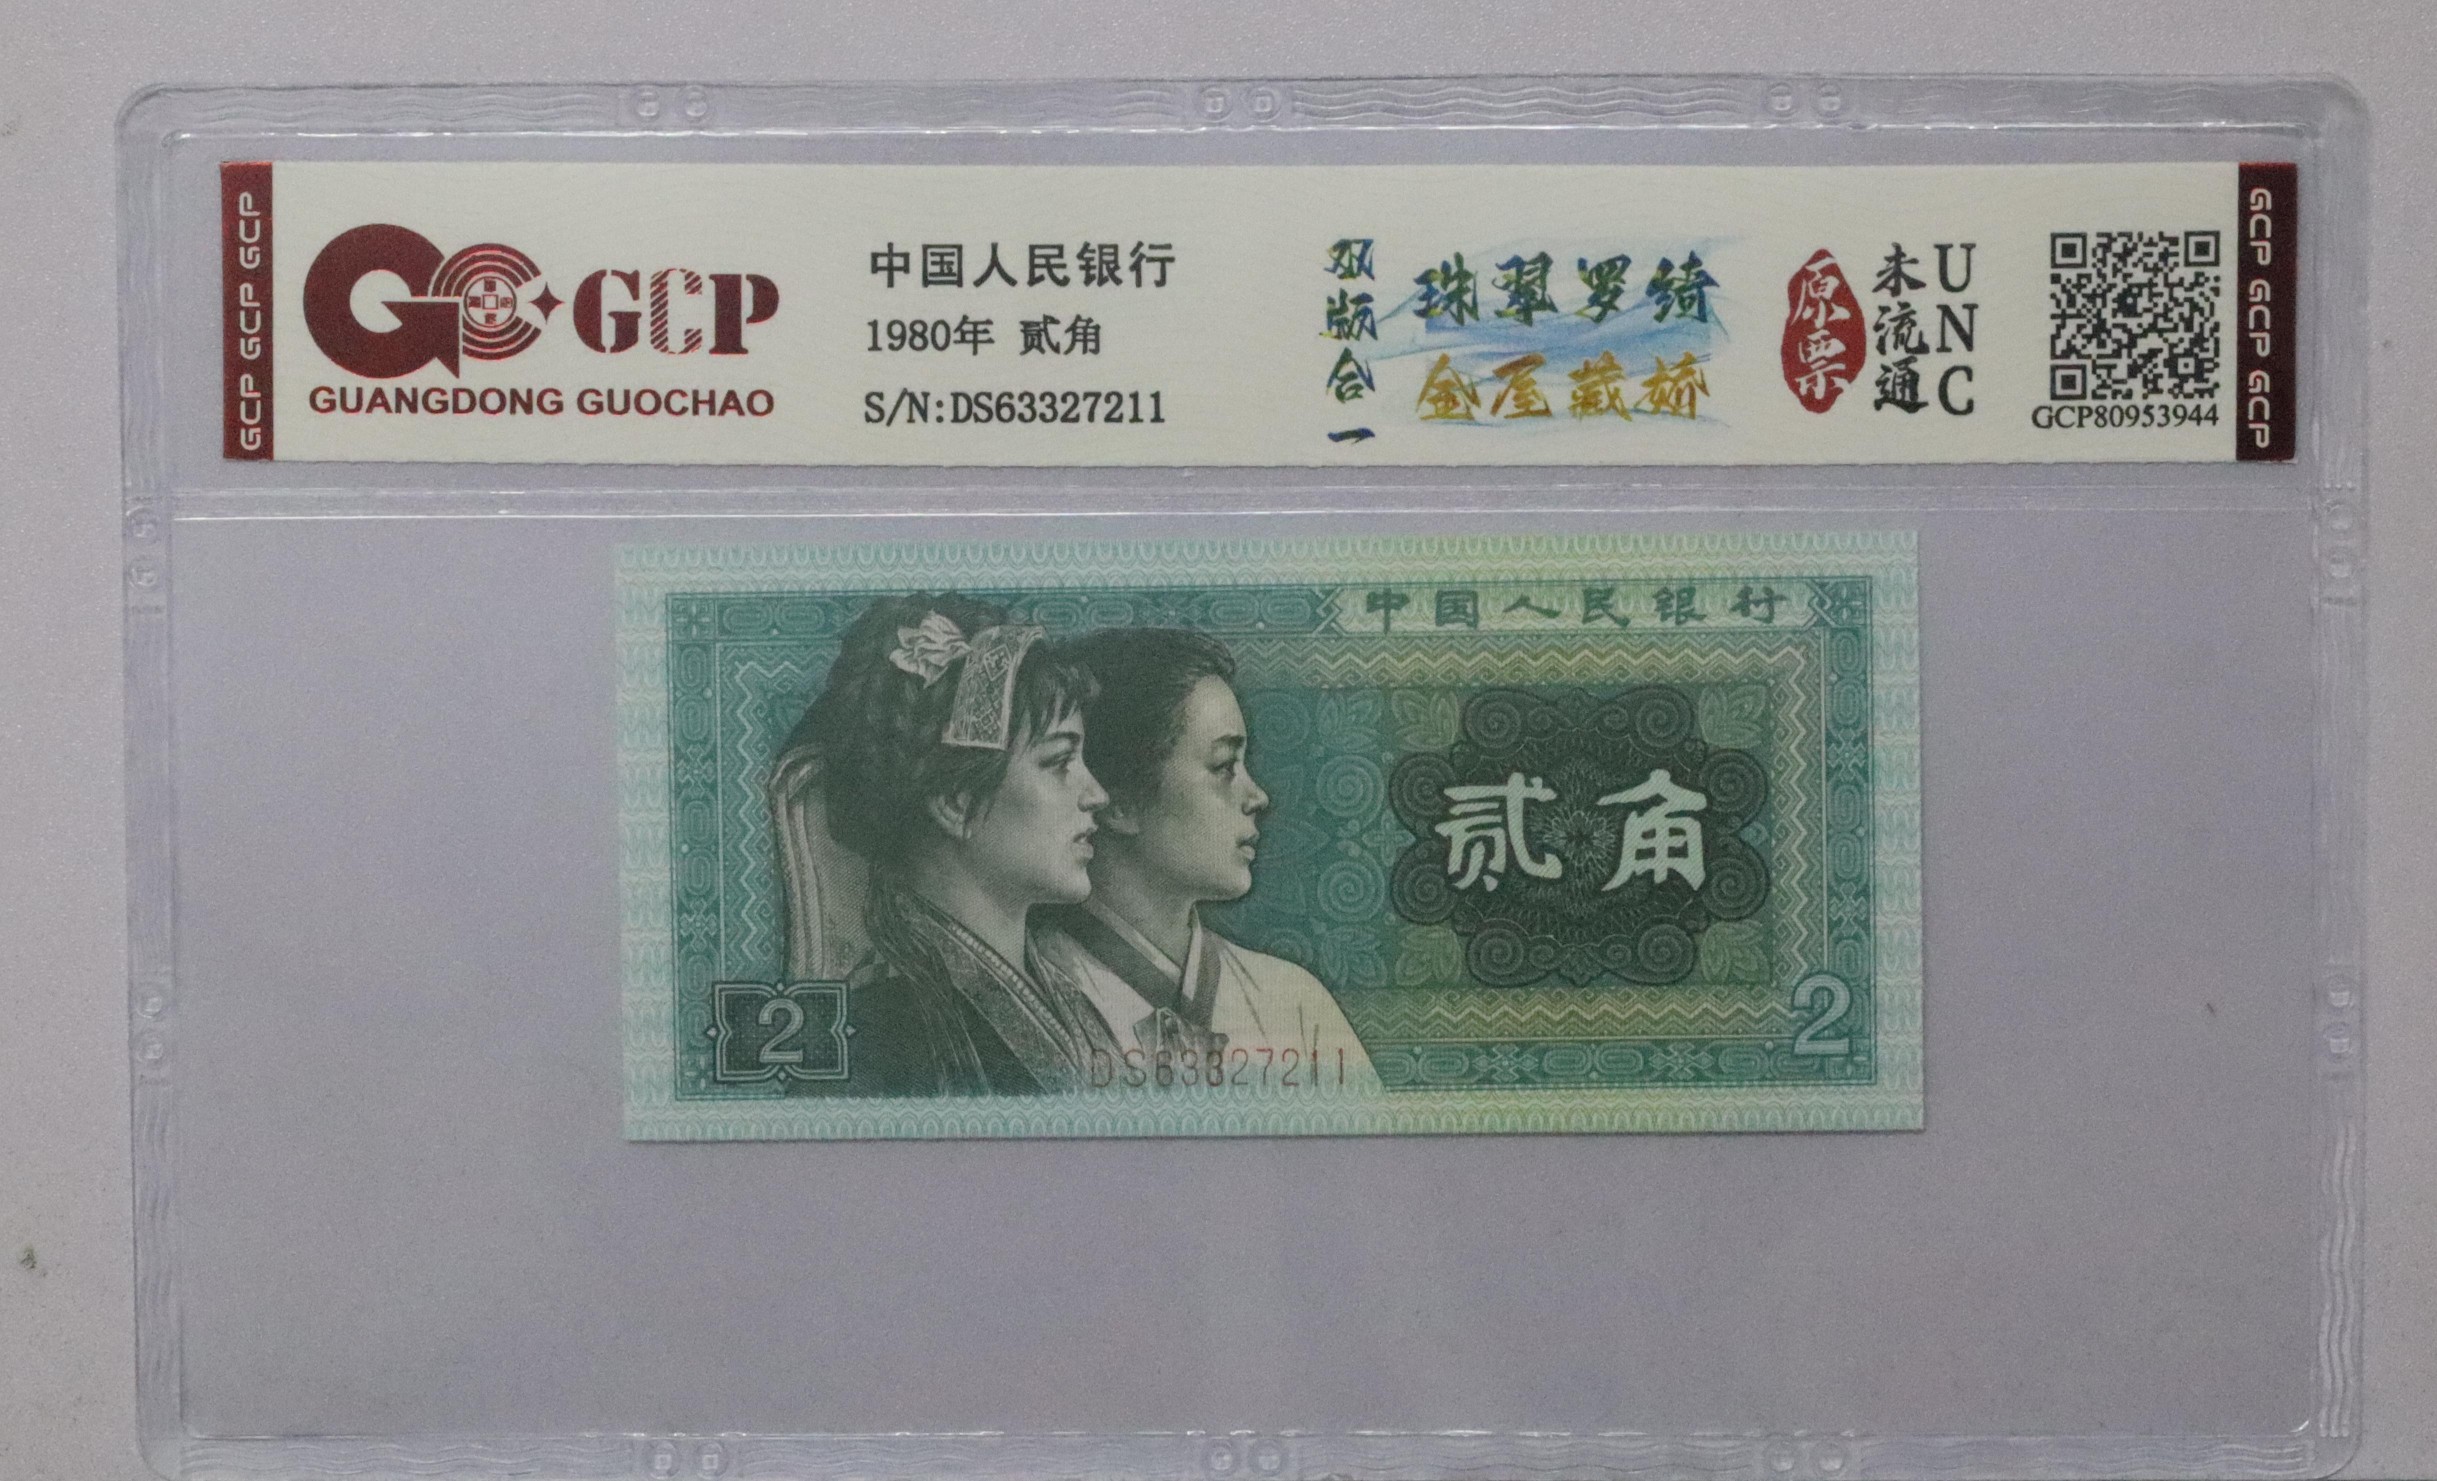 GCP GCP GCP
GCP
GUANGDONG GUOCHAO
中国人民银行
1980年 贰角
S/N:DS63327211
双版合一
珠翠罗绮
金屋藏娇
原票
未流通
UNC
GCP80953944
GCP GCP GCP
中国人民银行
贰角
2
2
DS63327211